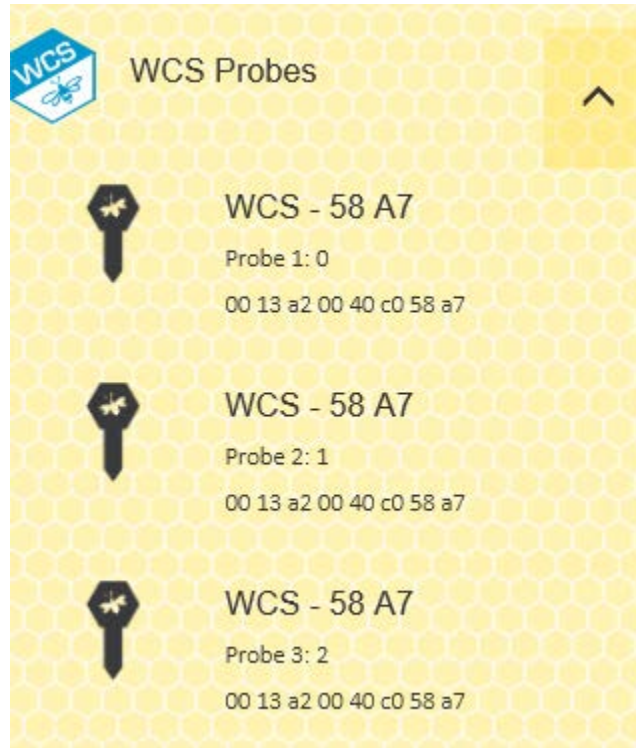 WCS
WCS Probes
WCS - 58 A7
Probe 1: 0
00 13 a2 00 40 c0 58 a7
WCS - 58 A7
Probe 2: 1
00 13 a2 00 40 c0 58 a7
WCS - 58 A7
Probe 3: 2
00 13 a2 00 40 c0 58 a7